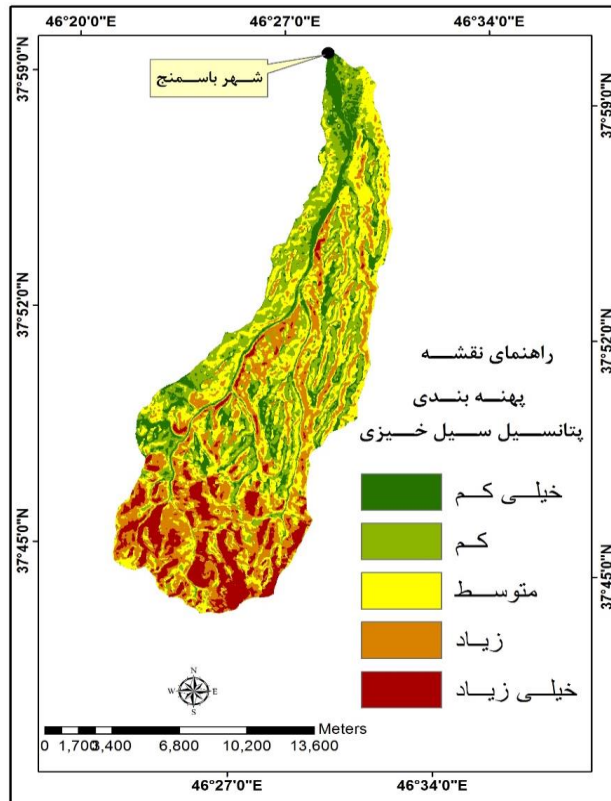 46°20'0"E 46°27'0"E 46°34'0"E
37°59'0"N
37°59'0"N
شهر باسمنج
37°52'0"N
37°52'0"N
راهنمای نقشه
پهنه بندی
پتانسیل سیل خیزی
خیلی کم
کم
متوسط
زیاد
خیلی زیاد
37°45'0"N
37°45'0"N
N
W E
S
Meters
0 1,700 3,400 6,800 10,200 13,600
46°27'0"E 46°34'0"E